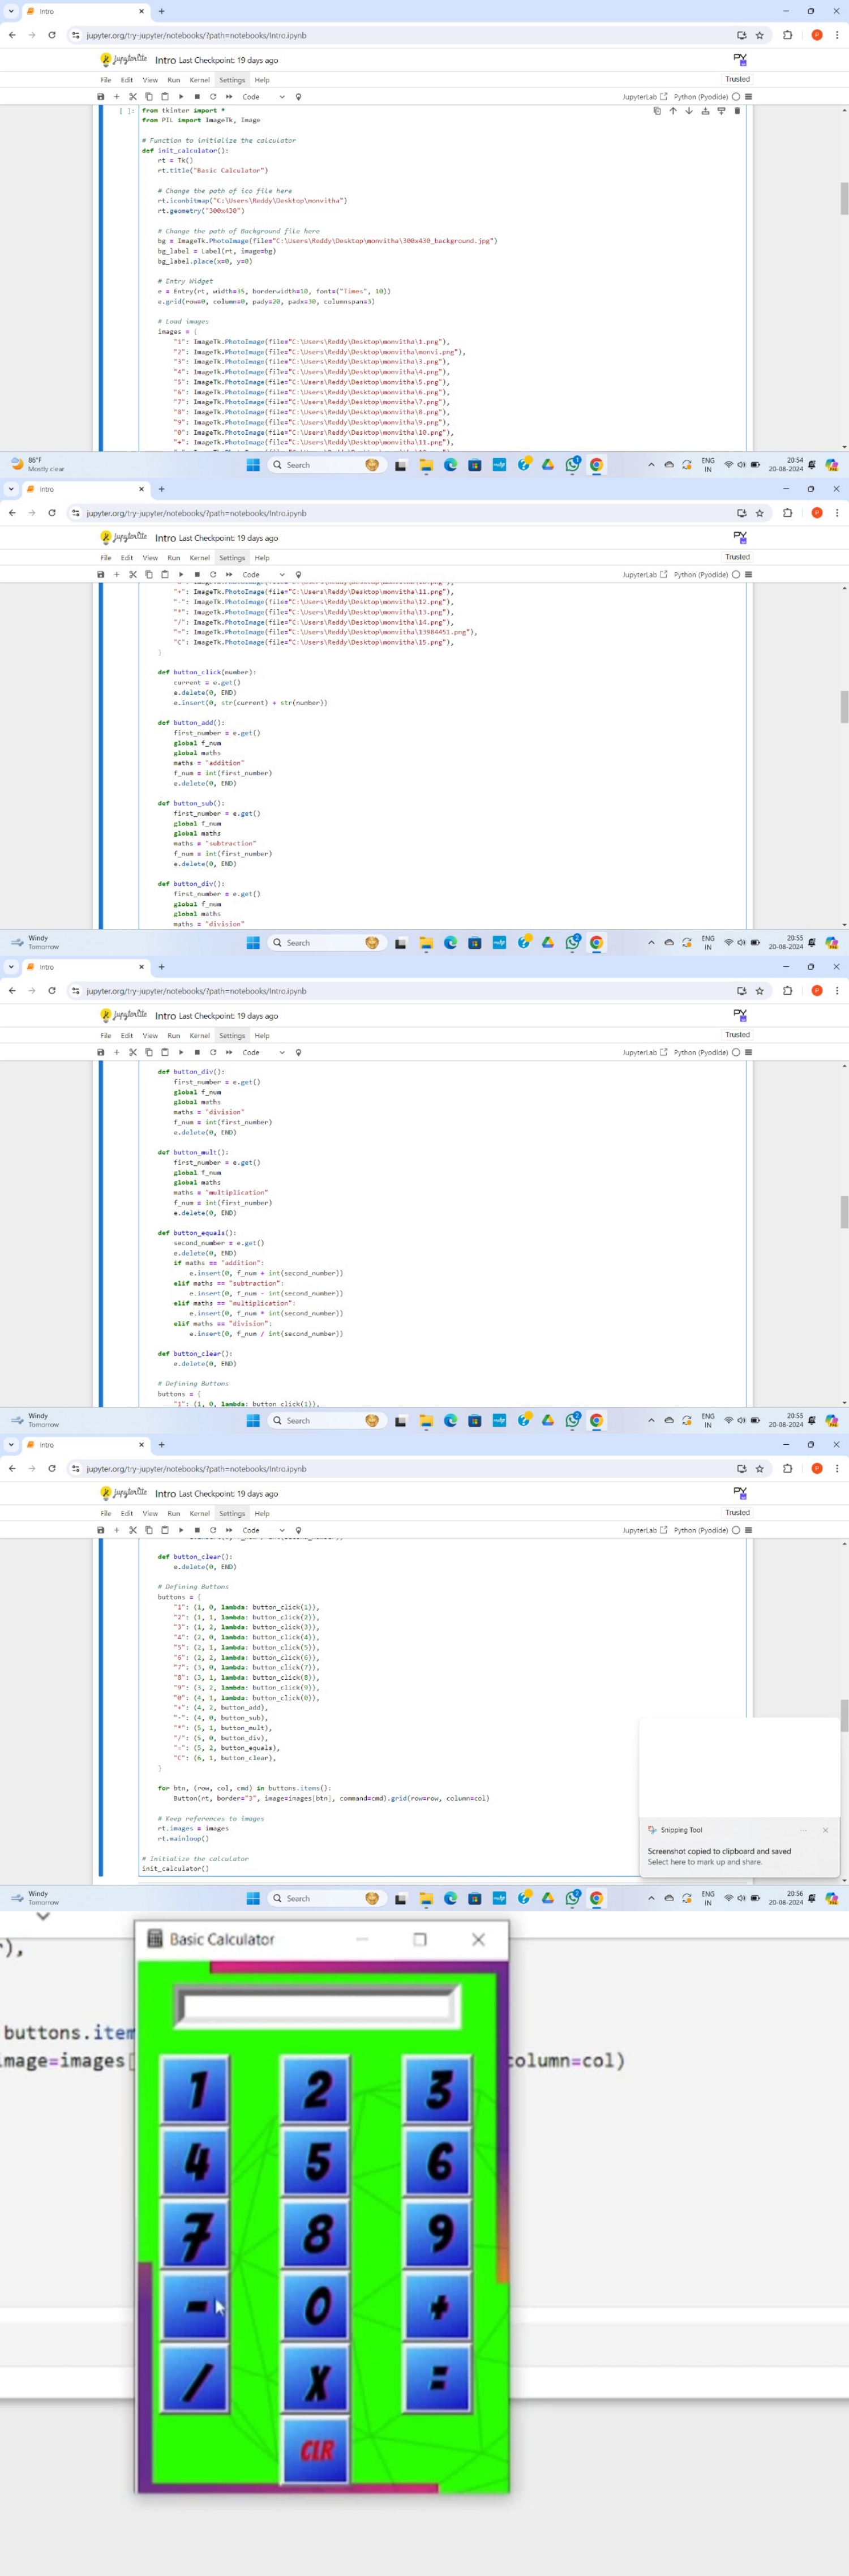 Intro
jupyter.org/try-jupyter/notebooks/?path=notebooks/Intro.ipynb
jupyterlite Intro Last Checkpoint: 19 days ago
File Edit View Run Kernel Settings Help Trusted
Code JupyterLab Python (Pyodide)
[ ]: from tkinter import *
from PIL import ImageTk, Image
# Function to initialize the calculator
def init_calculator():
rt = Tk()
rt.title("Basic Calculator")
# Change the path of ico file here
rt.iconbitmap("C:\Users\Reddy\Desktop\monvitha")
rt.geometry("300x430")
# Change the path of Background file here
bg = ImageTk.PhotoImage(file="C:\Users\Reddy\Desktop\monvitha\300x430_background.jpg")
bg_label = Label(rt, image=bg)
bg_label.place(x=0, y=0)
# Entry Widget
e = Entry(rt, width=35, borderwidth=10, font=("Times", 10))
e.grid(row=0, column=0, pady=20, padx=30, columnspan=3)
# Load images
images = {
"1": ImageTk.PhotoImage(file="C:\Users\Reddy\Desktop\monvitha\1.png"),
"2": ImageTk.PhotoImage(file="C:\Users\Reddy\Desktop\monvitha\monvi.png"),
"3": ImageTk.PhotoImage(file="C:\Users\Reddy\Desktop\monvitha\3.png"),
"4": ImageTk.PhotoImage(file="C:\Users\Reddy\Desktop\monvitha\4.png"),
"5": ImageTk.PhotoImage(file="C:\Users\Reddy\Desktop\monvitha\5.png"),
"6": ImageTk.PhotoImage(file="C:\Users\Reddy\Desktop\monvitha\6.png"),
"7": ImageTk.PhotoImage(file="C:\Users\Reddy\Desktop\monvitha\7.png"),
"8": ImageTk.PhotoImage(file="C:\Users\Reddy\Desktop\monvitha\8.png"),
"9": ImageTk.PhotoImage(file="C:\Users\Reddy\Desktop\monvitha\9.png"),
"0": ImageTk.PhotoImage(file="C:\Users\Reddy\Desktop\monvitha\10.png"),
"+": ImageTk.PhotoImage(file="C:\Users\Reddy\Desktop\monvitha\11.png"),
86°F Search ENG 20:54
Mostly clear IN 20-08-2024
Intro
jupyter.org/try-jupyter/notebooks/?path=notebooks/Intro.ipynb
jupyterlite Intro Last Checkpoint: 19 days ago
File Edit View Run Kernel Settings Help Trusted
Code JupyterLab Python (Pyodide)
"+": ImageTk.PhotoImage(file="C:\Users\Reddy\Desktop\monvitha\11.png"),
"-": ImageTk.PhotoImage(file="C:\Users\Reddy\Desktop\monvitha\12.png"),
"*": ImageTk.PhotoImage(file="C:\Users\Reddy\Desktop\monvitha\13.png"),
"/": ImageTk.PhotoImage(file="C:\Users\Reddy\Desktop\monvitha\14.png"),
"=": ImageTk.PhotoImage(file="C:\Users\Reddy\Desktop\monvitha\13984451.png"),
"C": ImageTk.PhotoImage(file="C:\Users\Reddy\Desktop\monvitha\15.png"),
}
def button_click(number):
current = e.get()
e.delete(0, END)
e.insert(0, str(current) + str(number))
def button_add():
first_number = e.get()
global f_num
global maths
maths = "addition"
f_num = int(first_number)
e.delete(0, END)
def button_sub():
first_number = e.get()
global f_num
global maths
maths = "subtraction"
f_num = int(first_number)
e.delete(0, END)
def button_div():
first_number = e.get()
global f_num
global maths
maths = "division"
Windy Search ENG 20:55
Tomorrow IN 20-08-2024
Intro
jupyter.org/try-jupyter/notebooks/?path=notebooks/Intro.ipynb
jupyterlite Intro Last Checkpoint: 19 days ago
File Edit View Run Kernel Settings Help Trusted
Code JupyterLab Python (Pyodide)
def button_div():
first_number = e.get()
global f_num
global maths
maths = "division"
f_num = int(first_number)
e.delete(0, END)
def button_mult():
first_number = e.get()
global f_num
global maths
maths = "multiplication"
f_num = int(first_number)
e.delete(0, END)
def button_equals():
second_number = e.get()
e.delete(0, END)
if maths == "addition":
e.insert(0, f_num + int(second_number))
elif maths == "subtraction":
e.insert(0, f_num - int(second_number))
elif maths == "multiplication":
e.insert(0, f_num * int(second_number))
elif maths == "division":
e.insert(0, f_num / int(second_number))
def button_clear():
e.delete(0, END)
# Defining Buttons
buttons = {
"1": (1, 0, lambda: button_click(1)),
Windy Search ENG 20:55
Tomorrow IN 20-08-2024
Intro
jupyter.org/try-jupyter/notebooks/?path=notebooks/Intro.ipynb
jupyterlite Intro Last Checkpoint: 19 days ago
File Edit View Run Kernel Settings Help Trusted
Code JupyterLab Python (Pyodide)
def button_clear():
e.delete(0, END)
# Defining Buttons
buttons = {
"1": (1, 0, lambda: button_click(1)),
"2": (1, 1, lambda: button_click(2)),
"3": (1, 2, lambda: button_click(3)),
"4": (2, 0, lambda: button_click(4)),
"5": (2, 1, lambda: button_click(5)),
"6": (2, 2, lambda: button_click(6)),
"7": (3, 0, lambda: button_click(7)),
"8": (3, 1, lambda: button_click(8)),
"9": (3, 2, lambda: button_click(9)),
"0": (4, 1, lambda: button_click(0)),
"+": (4, 2, button_add),
"-": (4, 0, button_sub),
"*": (5, 1, button_mult),
"/": (5, 0, button_div),
"=": (5, 2, button_equals),
"C": (6, 1, button_clear),
}
for btn, (row, col, cmd) in buttons.items():
Button(rt, border="3", image=images[btn], command=cmd).grid(row=row, column=col)
# Keep references to images
rt.images = images
rt.mainloop()
# Initialize the calculator
init_calculator()
Snipping Tool
Screenshot copied to clipboard and saved
Select here to mark up and share.
Windy Search ENG 20:56
Tomorrow IN 20-08-2024
Basic Calculator
"),
buttons.item
image=images[ column=col)
1 2 3
4 5 6
7 8 9
- 0 +
/ X =
CLR